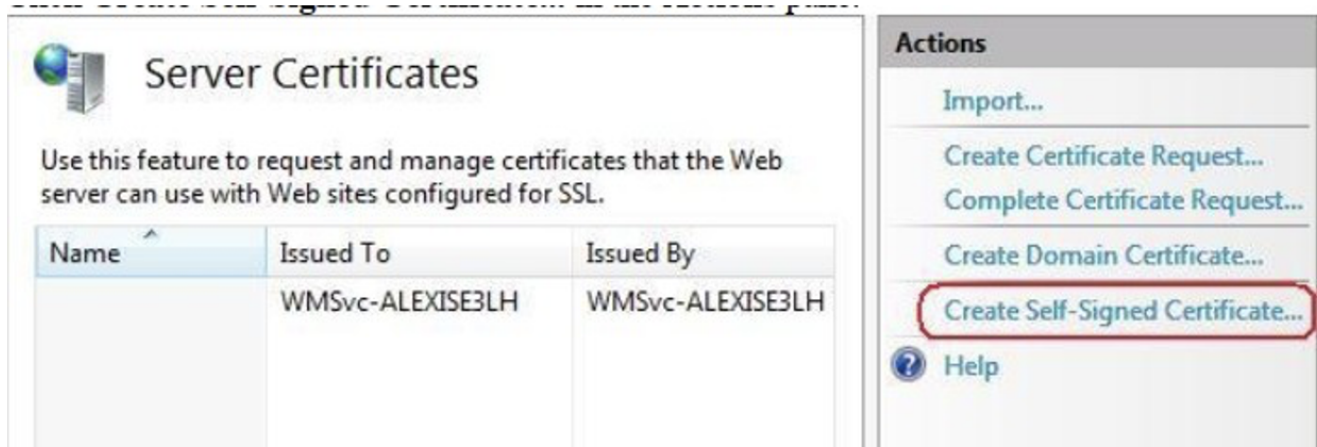 Server Certificates
Use this feature to request and manage certificates that the Web
server can use with Web sites configured for SSL.
Name Issued To Issued By
WMSvc-ALEXISE3LH WMSvc-ALEXISE3LH
Actions
Import...
Create Certificate Request...
Complete Certificate Request...
Create Domain Certificate...
Create Self-Signed Certificate...
Help